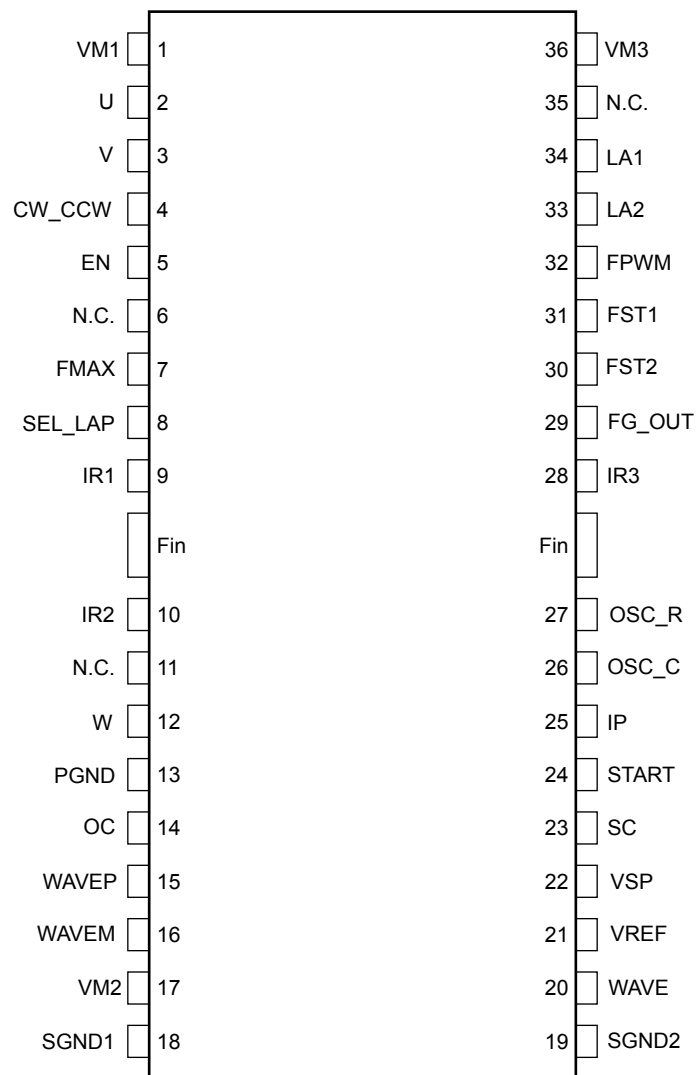 VM1 1 36 VM3
U 2 35 N.C.
V 3 34 LA1
CW_CCW 4 33 LA2
EN 5 32 FPWM
N.C. 6 31 FST1
FMAX 7 30 FST2
SEL_LAP 8 29 FG_OUT
IR1 9 28 IR3
Fin Fin
IR2 10 27 OSC_R
N.C. 11 26 OSC_C
W 12 25 IP
PGND 13 24 START
OC 14 23 SC
WAVEP 15 22 VSP
WAVEM 16 21 VREF
VM2 17 20 WAVE
SGND1 18 19 SGND2